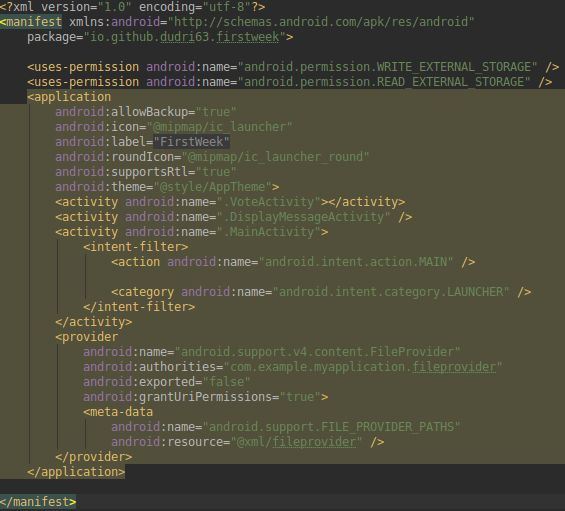 <?xml version="1.0" encoding="utf-8"?>
<manifest xmlns:android="http://schemas.android.com/apk/res/android"
    package="io.github.dudri63.firstweek">

    <uses-permission android:name="android.permission.WRITE_EXTERNAL_STORAGE" />
    <uses-permission android:name="android.permission.READ_EXTERNAL_STORAGE" />
    <application
        android:allowBackup="true"
        android:icon="@mipmap/ic_launcher"
        android:label="FirstWeek"
        android:roundIcon="@mipmap/ic_launcher_round"
        android:supportsRtl="true"
        android:theme="@style/AppTheme">
        <activity android:name=".VoteActivity"></activity>
        <activity android:name=".DisplayMessageActivity" />
        <activity android:name=".MainActivity">
            <intent-filter>
                <action android:name="android.intent.action.MAIN" />

                <category android:name="android.intent.category.LAUNCHER" />
            </intent-filter>
        </activity>
        <provider
            android:name="android.support.v4.content.FileProvider"
            android:authorities="com.example.myapplication.fileprovider"
            android:exported="false"
            android:grantUriPermissions="true">
            <meta-data
                android:name="android.support.FILE_PROVIDER_PATHS"
                android:resource="@xml/fileprovider" />
        </provider>
    </application>

</manifest>